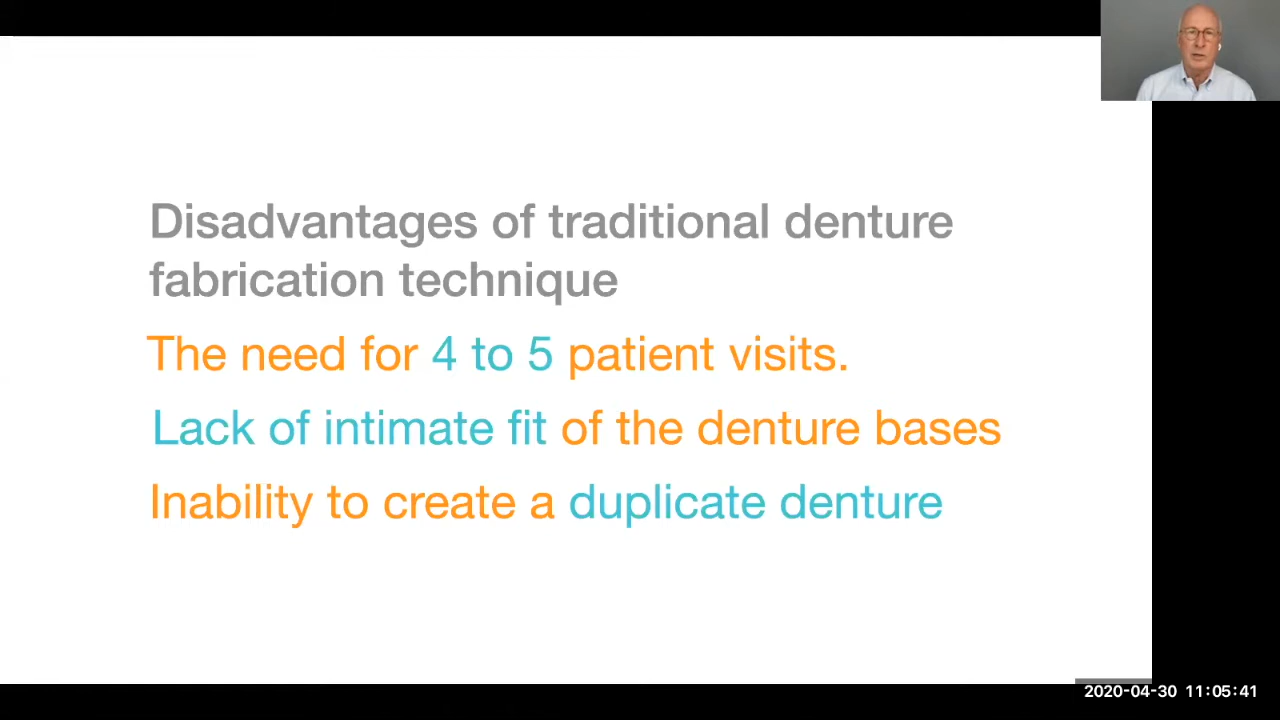 Disadvantages of traditional denture
fabrication technique
The need for 4 to 5 patient visits.
Lack of intimate fit of the denture bases
Inability to create a duplicate denture
2020-04-30 11:05:41